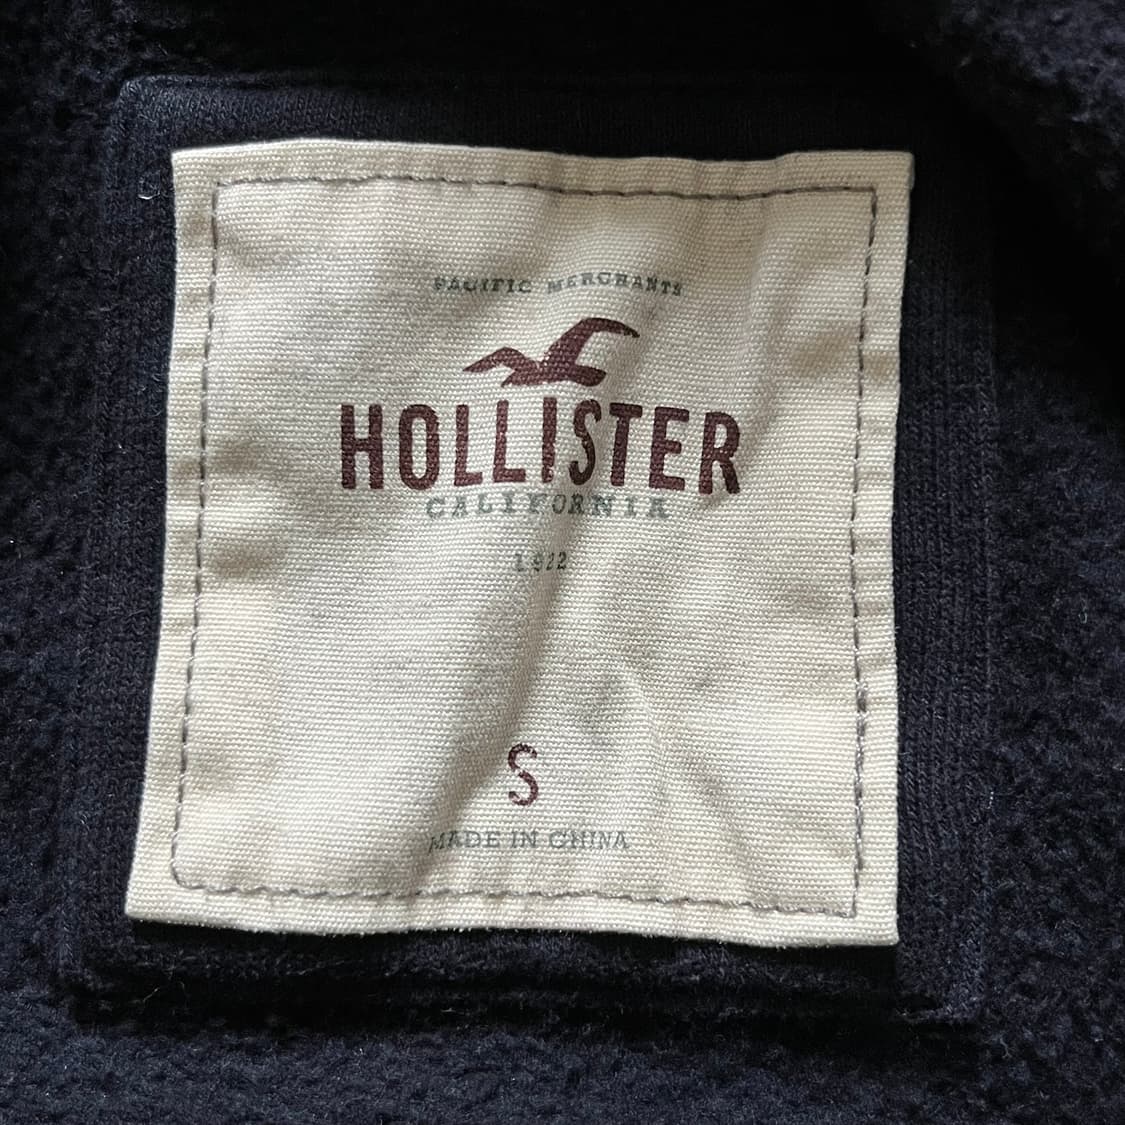 PACIFIC MERCHANTS
HOLLISTER
CALIFORNIA
1922
S
MADE IN CHINA